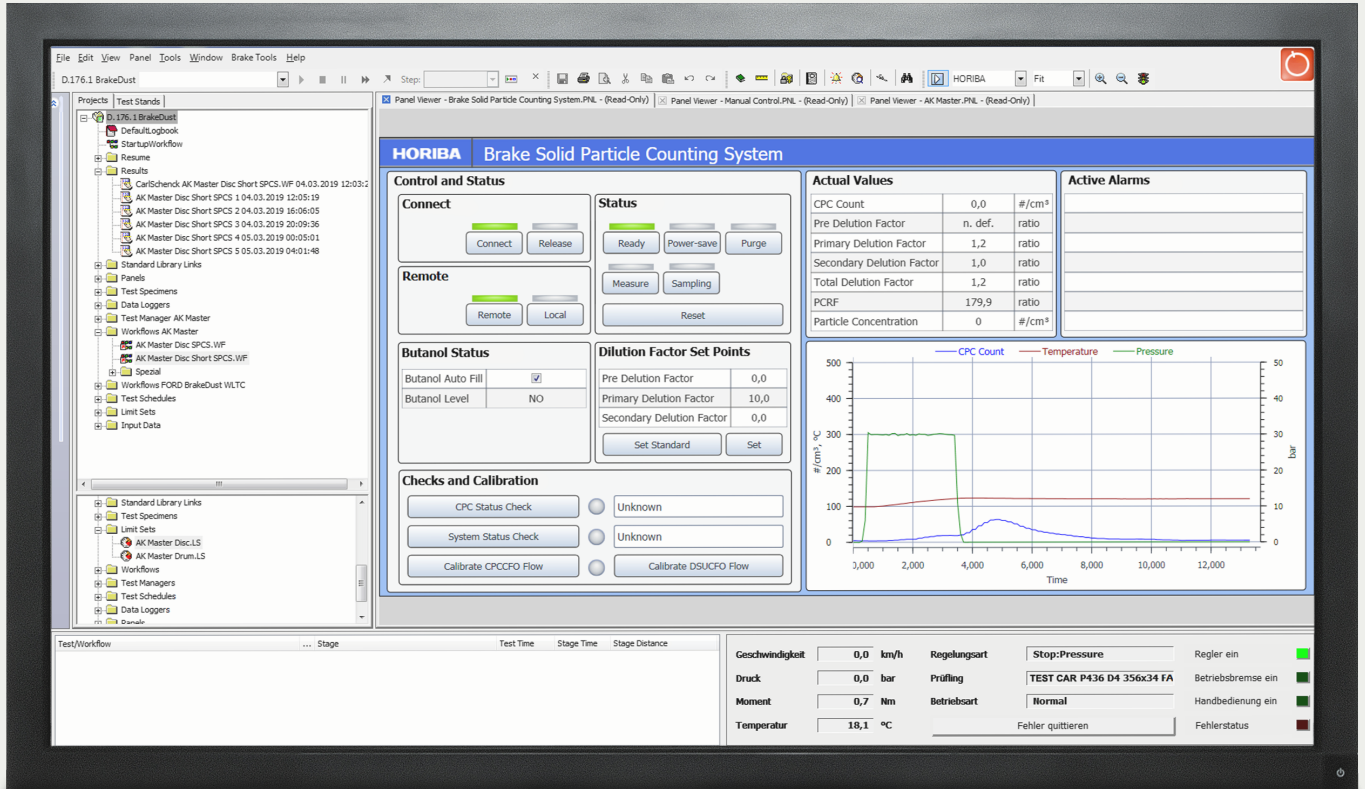 File Edit View Panel Tools Window Brake Tools Help
D.176.1 BrakeDust
Step:
HORIBA
Fit
Projects
Test Stands
D.176.1 BrakeDust
DefaultLogbook
StartupWorkflow
Resume
Results
CarlSchenck AK Master Disc Short SPCS.WF 04.03.2019 12:03:2
AK Master Disc Short SPCS 1 04.03.2019 12:05:19
AK Master Disc Short SPCS 2 04.03.2019 16:06:05
AK Master Disc Short SPCS 3 04.03.2019 20:09:36
AK Master Disc Short SPCS 4 05.03.2019 00:05:01
AK Master Disc Short SPCS 5 05.03.2019 04:01:48
Standard Library Links
Panels
Test Specimens
Data Loggers
Test Manager AK Master
Workflows AK Master
AK Master Disc SPCS.WF
AK Master Disc Short SPCS.WF
Spezial
Workflows FORD BrakeDust WLTC
Test Schedules
Limit Sets
Input Data
Standard Library Links
Test Specimens
Limit Sets
AK Master Disc.LS
AK Master Drum.LS
Workflows
Test Managers
Test Schedules
Data Loggers
Panels
Panel Viewer - Brake Solid Particle Counting System.PNL - (Read-Only)
Panel Viewer - Manual Control.PNL - (Read-Only)
Panel Viewer - AK Master.PNL - (Read-Only)
HORIBA Brake Solid Particle Counting System
Control and Status
Connect
Connect Release
Remote
Remote Local
Status
Ready Power-save Purge
Measure Sampling
Reset
Butanol Status
Butanol Auto Fill
Butanol Level NO
Dilution Factor Set Points
Pre Delution Factor 0,0
Primary Delution Factor 10,0
Secondary Delution Factor 0,0
Set Standard Set
Checks and Calibration
CPC Status Check Unknown
System Status Check Unknown
Calibrate CPCCFO Flow Calibrate DSUCFO Flow
Actual Values
CPC Count 0,0 #/cm³
Pre Delution Factor n. def. ratio
Primary Delution Factor 1,2 ratio
Secondary Delution Factor 1,0 ratio
Total Delution Factor 1,2 ratio
PCRF 179,9 ratio
Particle Concentration 0 #/cm³
Active Alarms
CPC Count Temperature Pressure
500 50
400 40
300 30
200 20
100 10
0 0
#/cm³, ºC
bar
3,000 2,000 4,000 6,000 8,000 10,000 12,000
Time
Test/Workflow ... Stage Test Time Stage Time Stage Distance
Geschwindigkeit 0,0 km/h Regelungsart Stop:Pressure Regler ein
Druck 0,0 bar Prüfling TEST CAR P436 D4 356x34 FA Betriebsbremse ein
Moment 0,7 Nm Betriebsart Normal Handbedienung ein
Temperatur 18,1 ºC Fehler quittieren Fehlerstatus